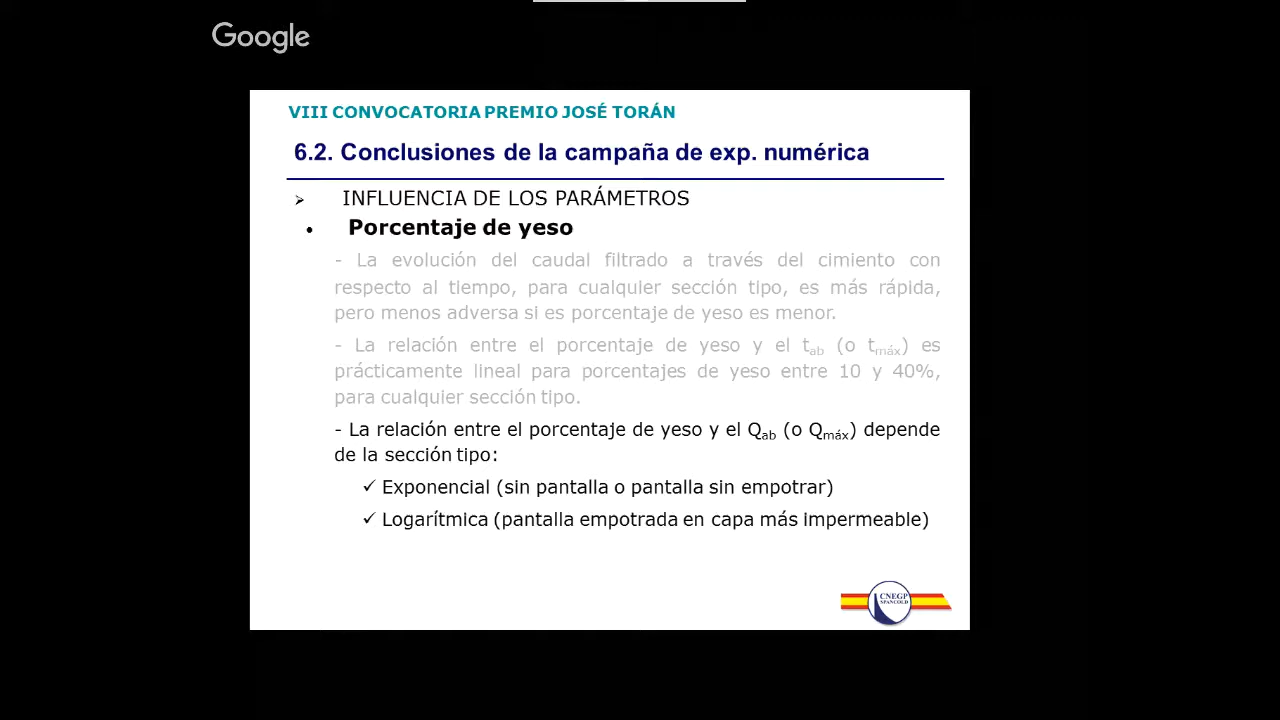 Google
VIII CONVOCATORIA PREMIO JOSÉ TORÁN
6.2. Conclusiones de la campaña de exp. numérica
➢ INFLUENCIA DE LOS PARÁMETROS
• Porcentaje de yeso
- La evolución del caudal filtrado a través del cimiento con
respecto al tiempo, para cualquier sección tipo, es más rápida,
pero menos adversa si es porcentaje de yeso es menor.
- La relación entre el porcentaje de yeso y el tab (o tmáx) es
prácticamente lineal para porcentajes de yeso entre 10 y 40%,
para cualquier sección tipo.
- La relación entre el porcentaje de yeso y el Qab (o Qmáx) depende
de la sección tipo:
✓ Exponencial (sin pantalla o pantalla sin empotrar)
✓ Logarítmica (pantalla empotrada en capa más impermeable)
CNEGP
SPANCOLD